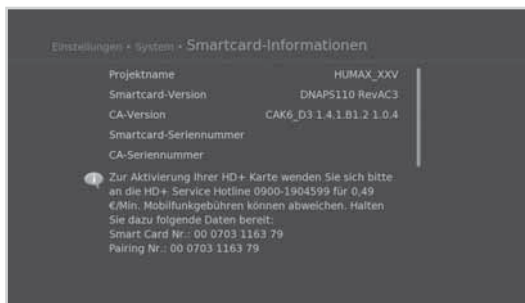 Einstellungen • System • Smartcard-Informationen
Projektname HUMAX_XXV
Smartcard-Version DNAPS110 RevAC3
CA-Version CAK6_D3 1.4.1.B1.2 1.0.4
Smartcard-Seriennummer
CA-Seriennummer
Zur Aktivierung Ihrer HD+ Karte wenden Sie sich bitte
an die HD+ Service Hotline 0900-1904599 für 0,49
€/Min. Mobilfunkgebühren können abweichen. Halten
Sie dazu folgende Daten bereit:
Smart Card Nr.: 00 0703 1163 79
Pairing Nr.: 00 0703 1163 79